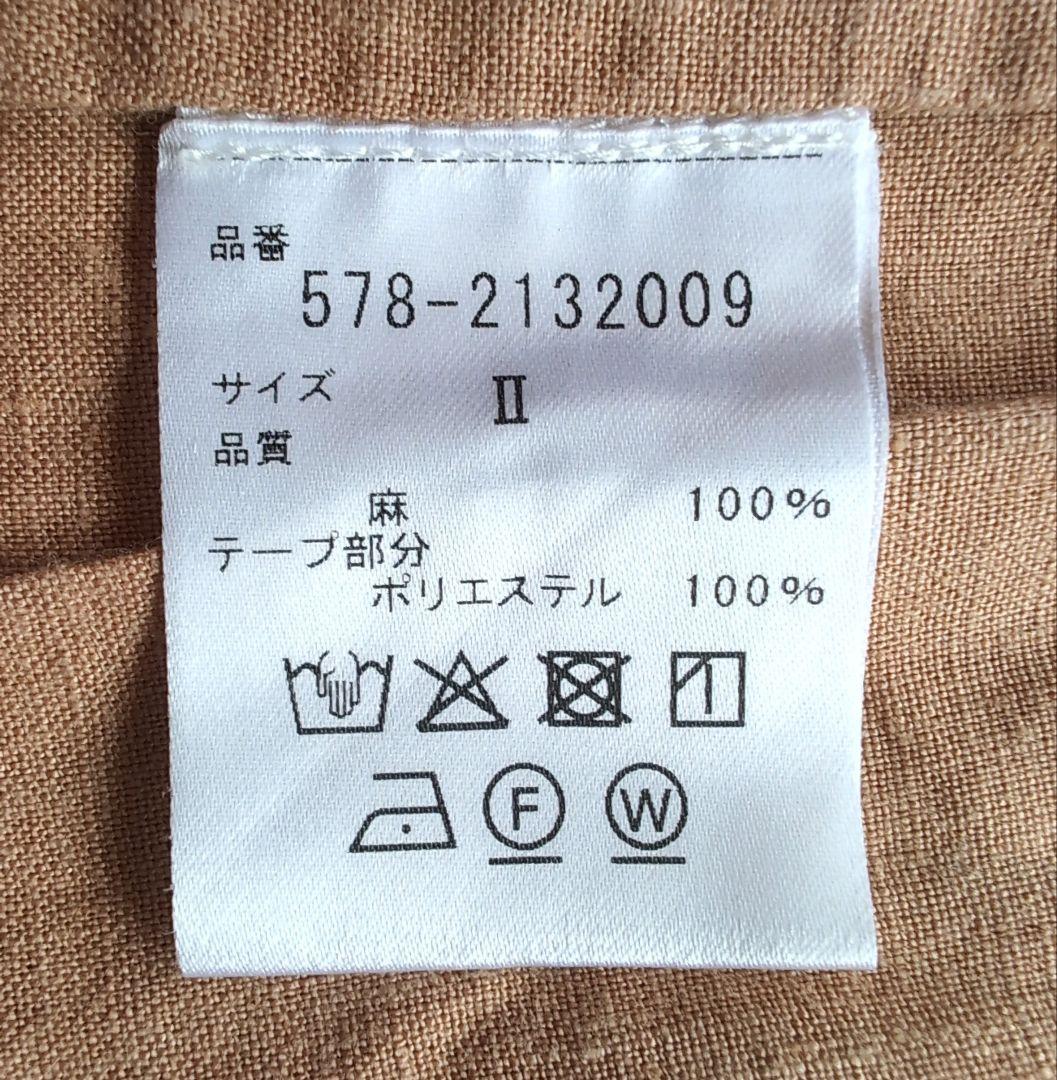 品番
578-2132009
サイズ Ⅱ
品質
麻 100%
テープ部分
ポリエステル 100%
F W